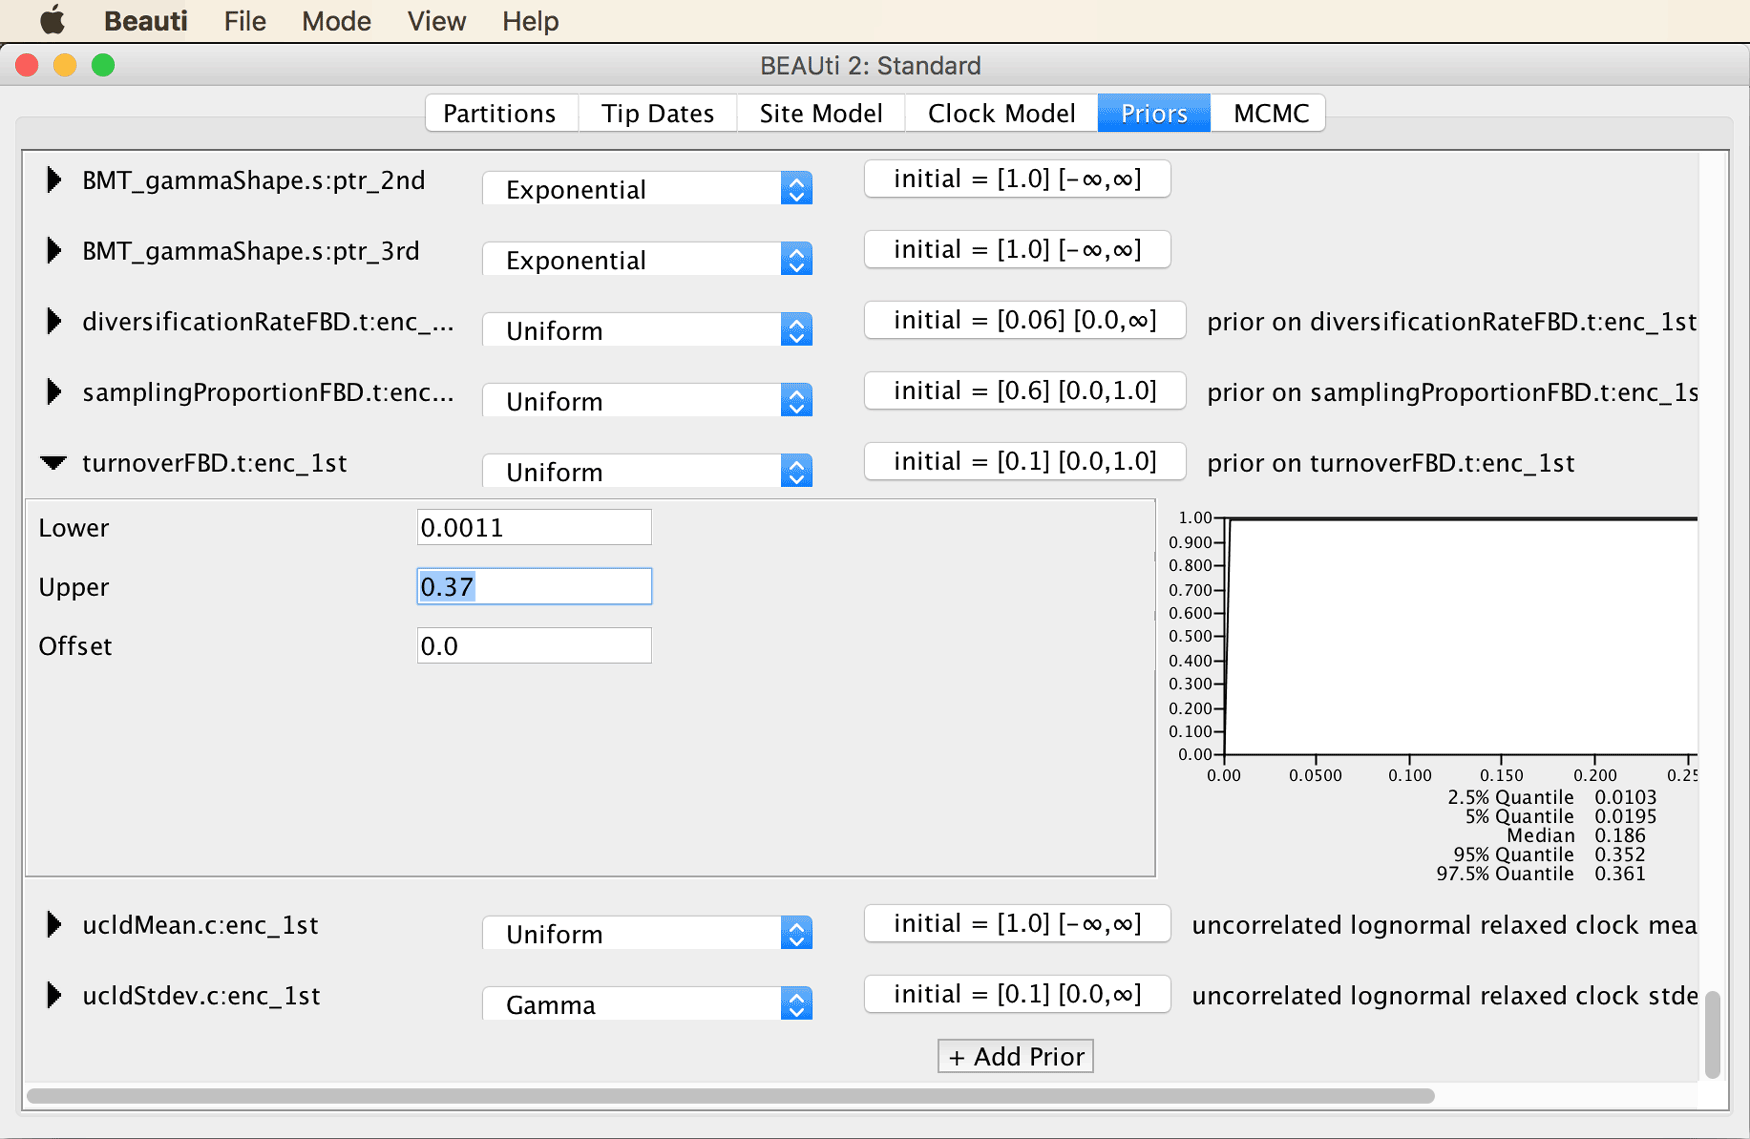 Beauti File Mode View Help
BEAUti 2: Standard
Partitions Tip Dates Site Model Clock Model Priors MCMC
BMT_gammaShape.s:ptr_2nd Exponential initial = [1.0] [-∞,∞]
BMT_gammaShape.s:ptr_3rd Exponential initial = [1.0] [-∞,∞]
diversificationRateFBD.t:enc_... Uniform initial = [0.06] [0.0,∞] prior on diversificationRateFBD.t:enc_1st
samplingProportionFBD.t:enc... Uniform initial = [0.6] [0.0,1.0] prior on samplingProportionFBD.t:enc_1s
turnoverFBD.t:enc_1st Uniform initial = [0.1] [0.0,1.0] prior on turnoverFBD.t:enc_1st
Lower 0.0011
Upper 0.37
Offset 0.0
1.00
0.900
0.800
0.700
0.600
0.500
0.400
0.300
0.200
0.100
0.00
0.00 0.0500 0.100 0.150 0.200 0.25
2.5% Quantile 0.0103
5% Quantile 0.0195
Median 0.186
95% Quantile 0.352
97.5% Quantile 0.361
ucldMean.c:enc_1st Uniform initial = [1.0] [-∞,∞] uncorrelated lognormal relaxed clock mea
ucldStdev.c:enc_1st Gamma initial = [0.1] [0.0,∞] uncorrelated lognormal relaxed clock stde
+ Add Prior